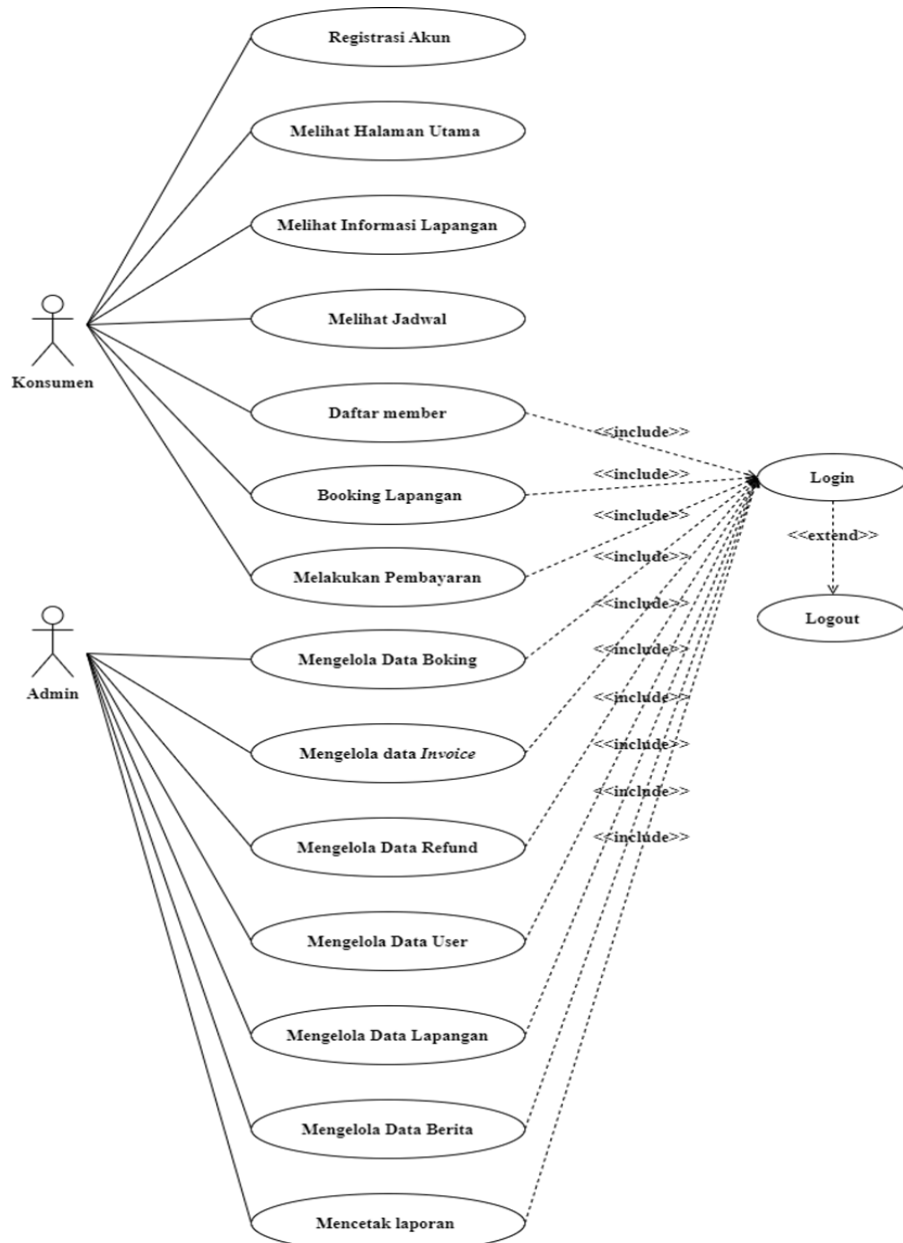 Registrasi Akun
Melihat Halaman Utama
Melihat Informasi Lapangan
Melihat Jadwal
Konsumen
Daftar member
<<include>>
Booking Lapangan
<<include>>
Login
<<include>>
<<extend>>
Melakukan Pembayaran
<<include>>
<<include>>
Logout
Mengelola Data Boking
<<include>>
Admin
<<include>>
Mengelola data Invoice
<<include>>
<<include>>
Mengelola Data Refund
<<include>>
Mengelola Data User
Mengelola Data Lapangan
Mengelola Data Berita
Mencetak laporan